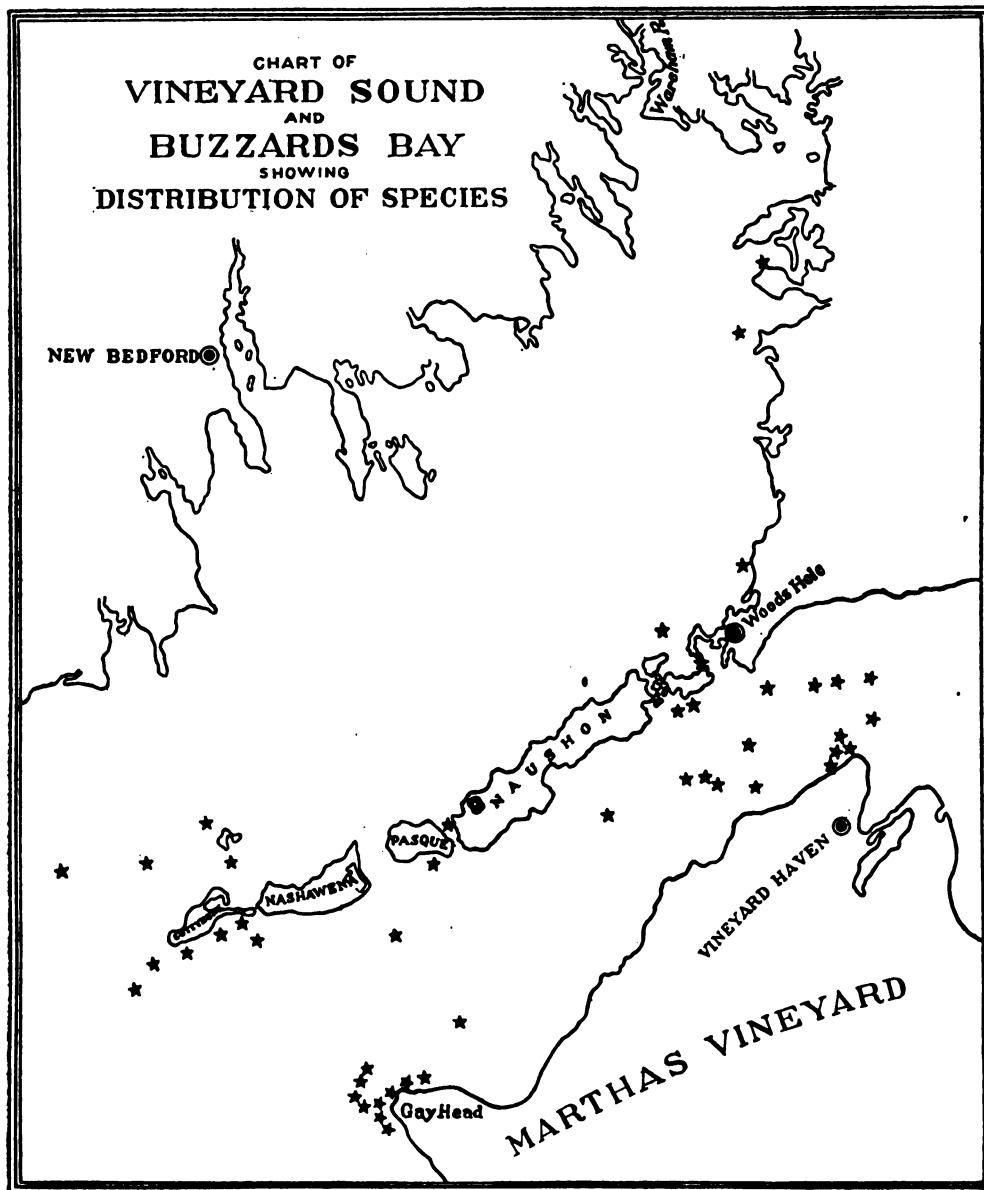 CHART OF
VINEYARD SOUND
AND
BUZZARDS BAY
SHOWING
DISTRIBUTION OF SPECIES
Wareham R.
NEW BEDFORD
Woods Hole
NAUSHON
PASQUE
NASHAWENA
VINEYARD HAVEN
MARTHAS VINEYARD
Gay Head